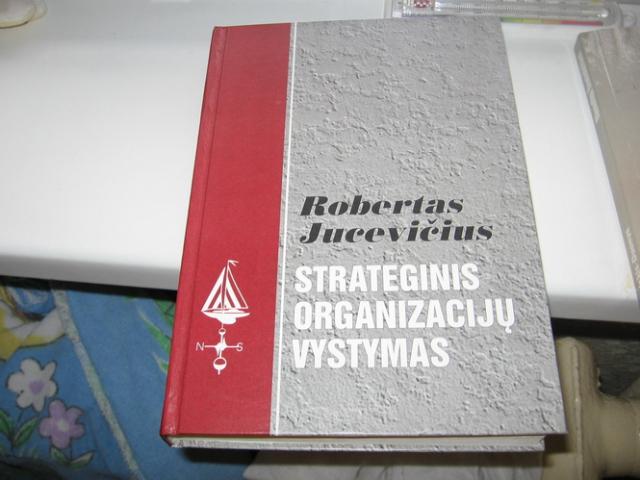 Robertas
Jucevičius
STRATEGINIS
ORGANIZACIJŲ
VYSTYMAS
N S